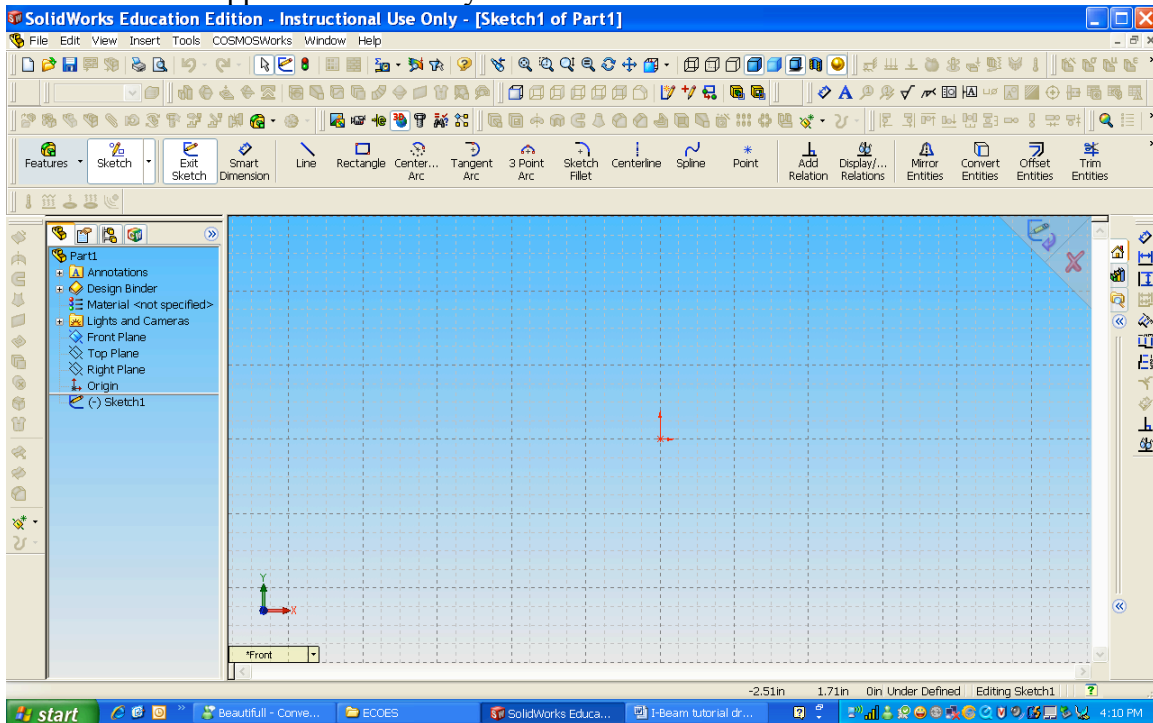 SolidWorks Education Edition - Instructional Use Only - [Sketch1 of Part1]
File Edit View Insert Tools COSMOSWorks Window Help
Features Sketch Exit Sketch Smart Dimension Line Rectangle Center... Arc Tangent Arc 3 Point Arc Sketch Fillet Centerline Spline Point Add Relation Display/... Relations Mirror Entities Convert Entities Offset Entities Trim Entities
Part1
Annotations
Design Binder
Material <not specified>
Lights and Cameras
Front Plane
Top Plane
Right Plane
Origin
(-) Sketch1
Y
X
*Front
-2.51in 1.71in 0in Under Defined Editing Sketch1
start Beautifull - Conve... ECOES SolidWorks Educa... I-Beam tutorial dr... 4:10 PM